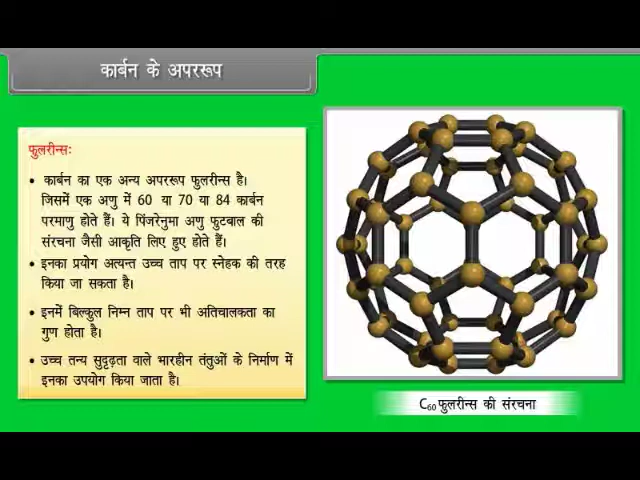 कार्बन के अपररूप
फुलरीन्सः
• कार्बन का एक अन्य अपररूप फुलरीन्स है।
जिसमें एक अणु में 60 या 70 या 84 कार्बन
परमाणु होते हैं। ये पिंजरेनुमा अणु फुटबाल की
संरचना जैसी आकृति लिए हुए होते हैं।
• इनका प्रयोग अत्यन्त उच्च ताप पर स्नेहक की तरह
किया जा सकता है।
• इनमें बिल्कुल निम्न ताप पर भी अतिचालकता का
गुण होता है।
• उच्च तन्य सुदृढ़ता वाले भारहीन तंतुओं के निर्माण में
इनका उपयोग किया जाता है।
C₆₀ फुलरीन्स की संरचना